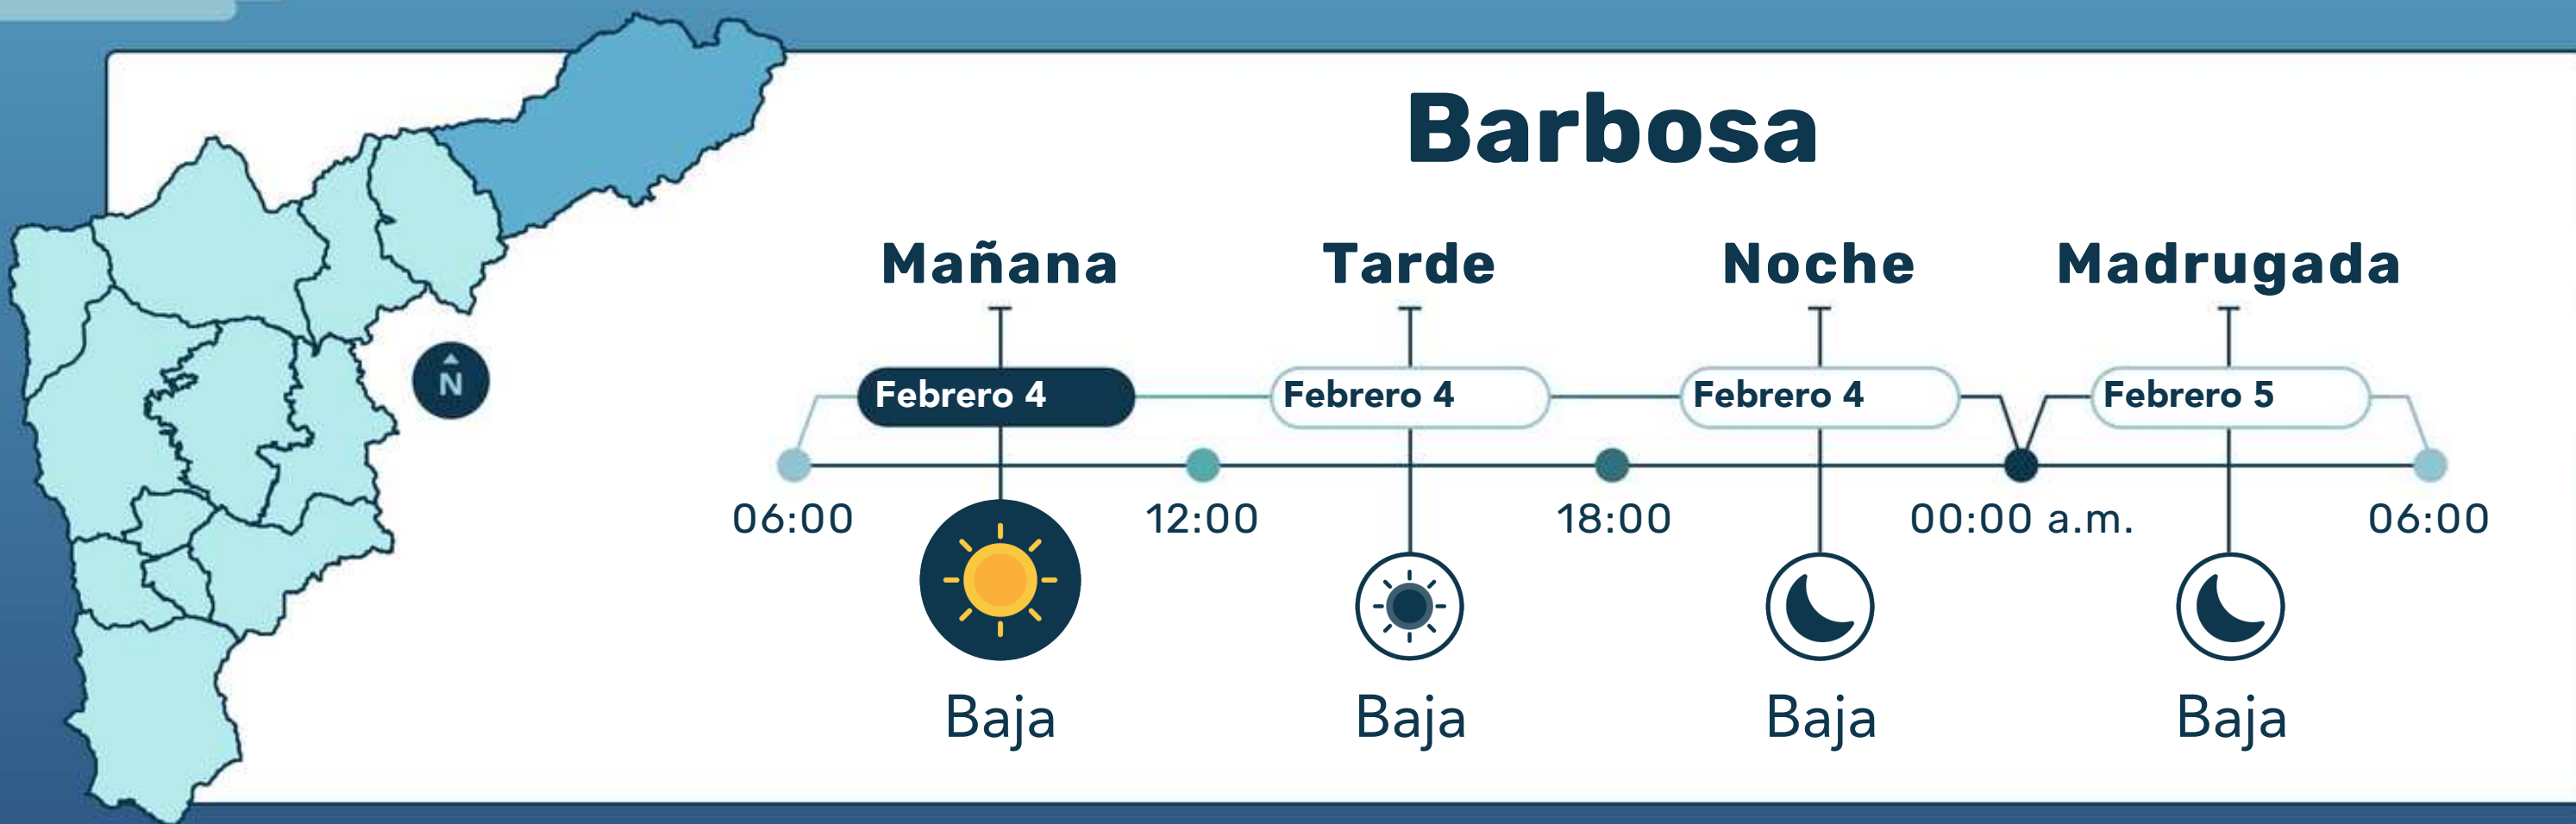 Barbosa
Mañana Tarde Noche Madrugada
Febrero 4 Febrero 4 Febrero 4 Febrero 5
N
06:00 12:00 18:00 00:00 a.m. 06:00
Baja Baja Baja Baja